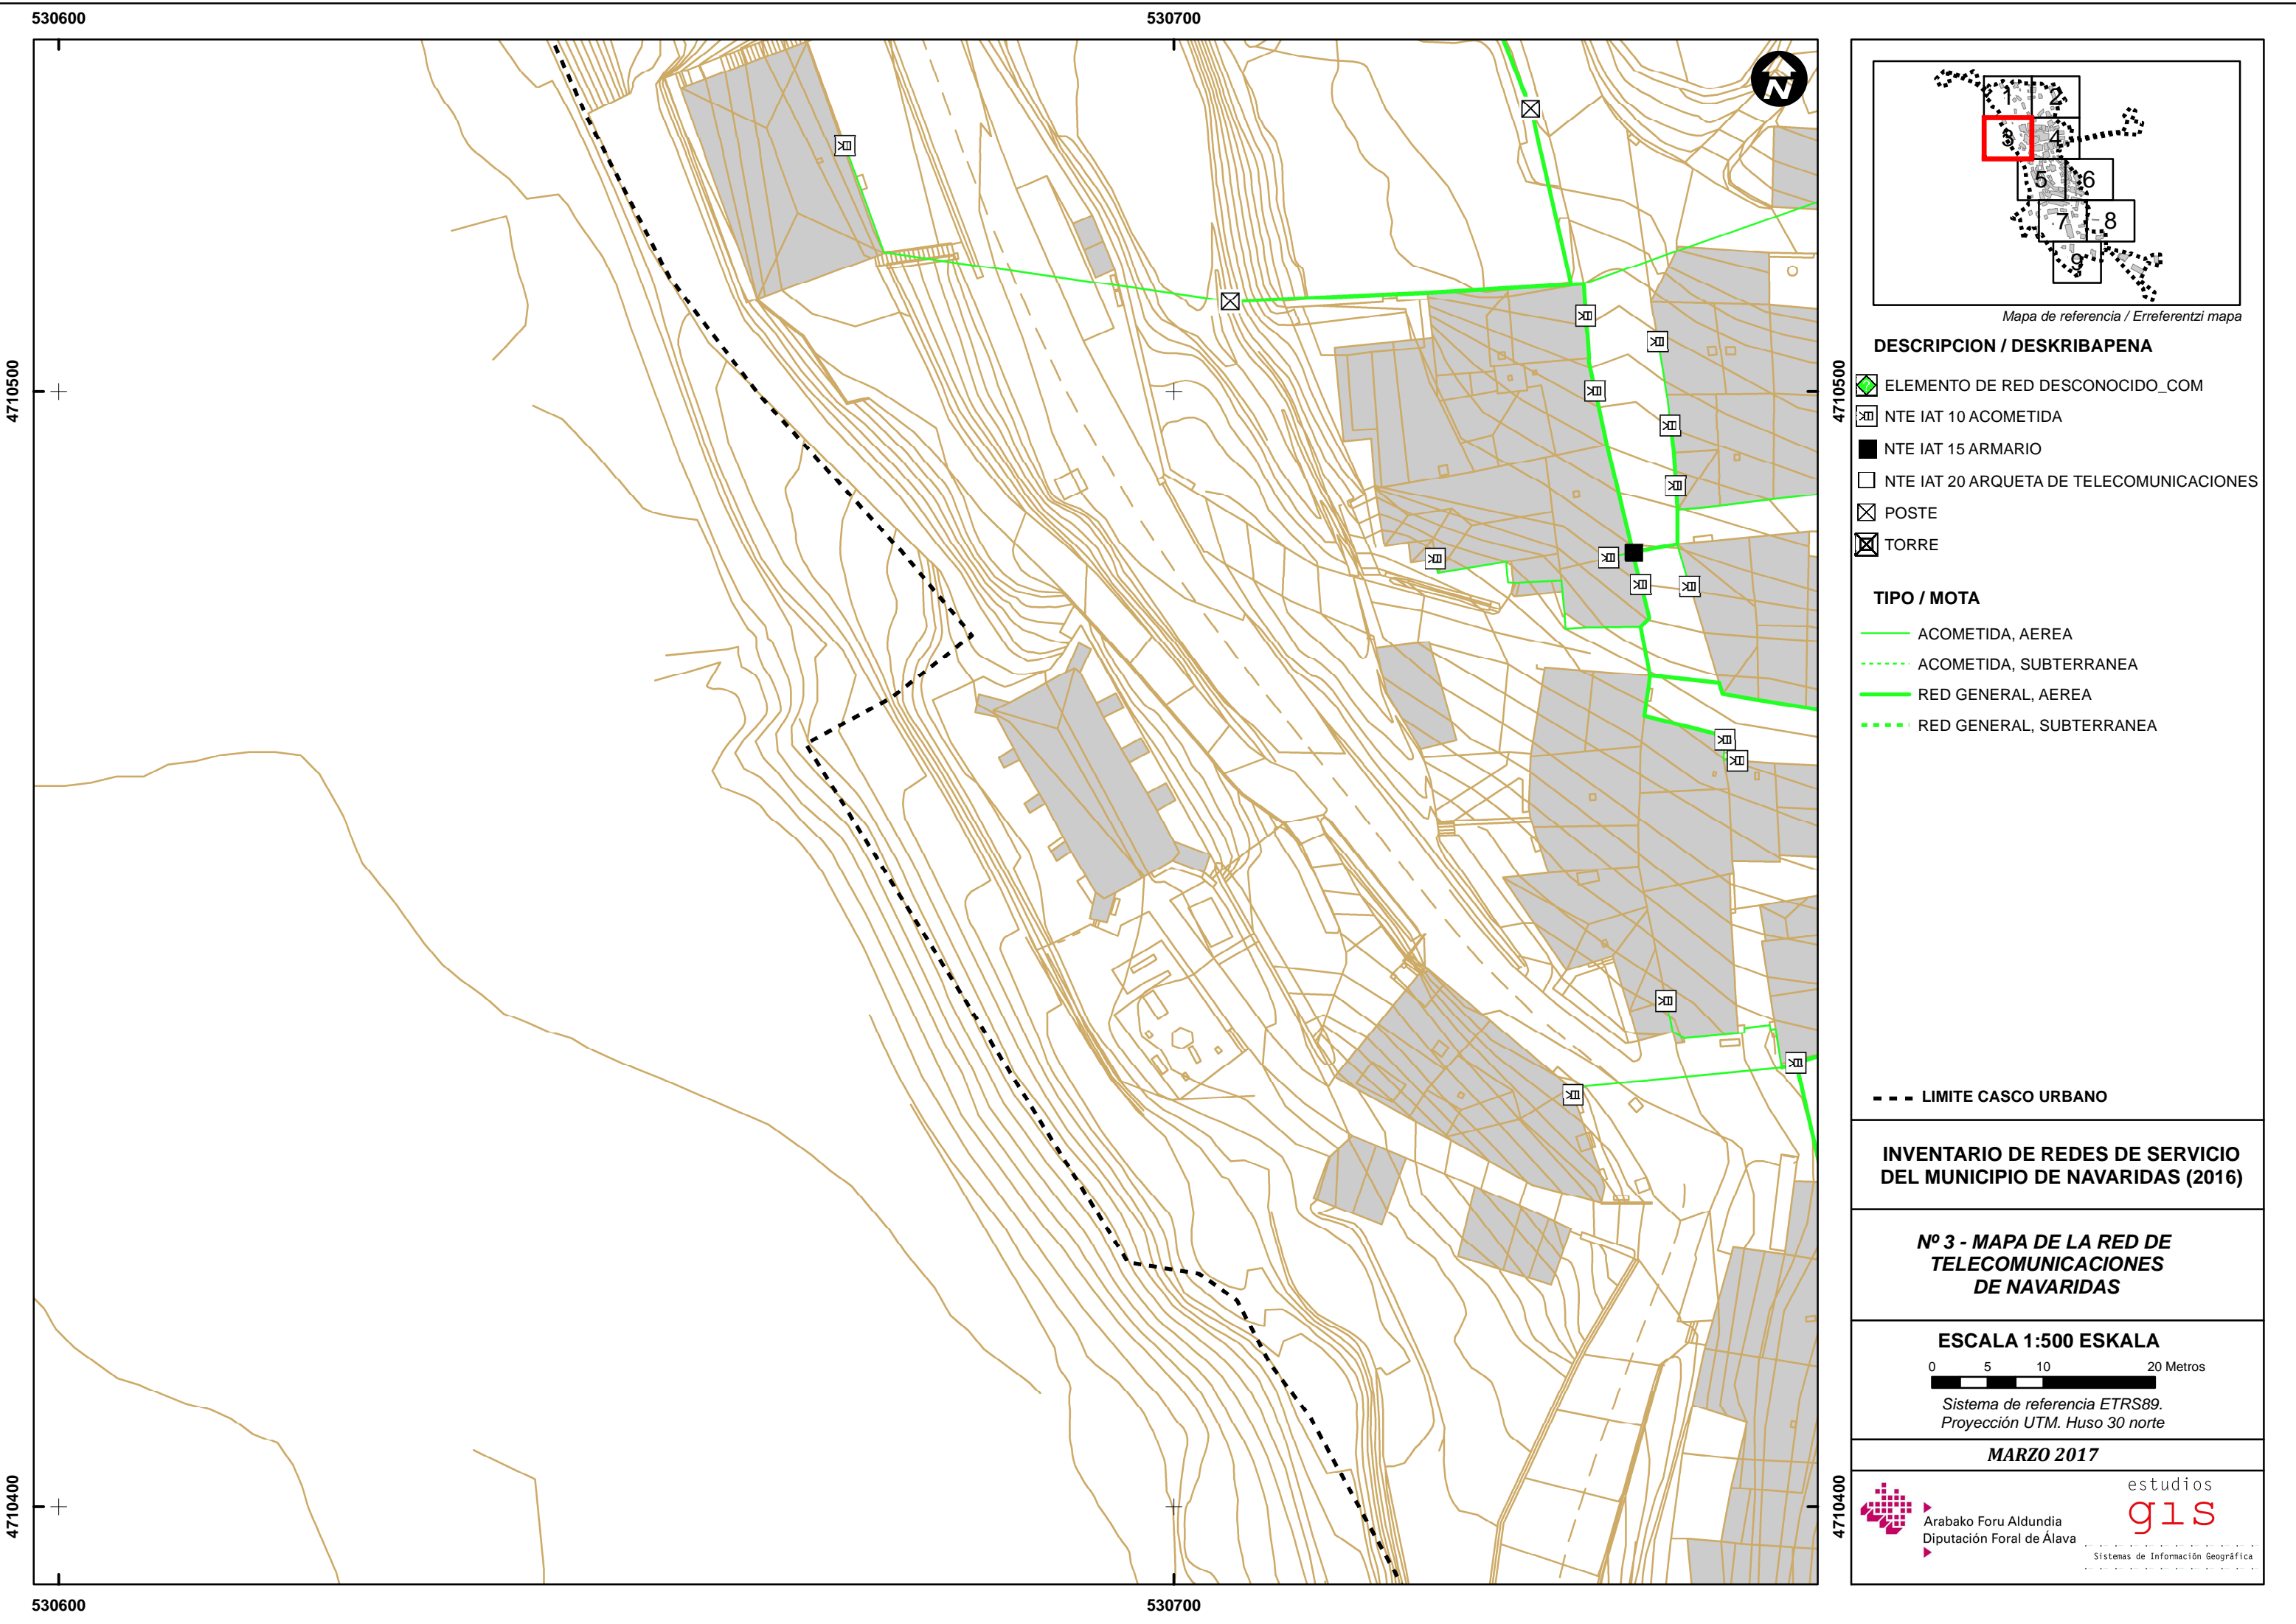 530600
530700
4710500
4710500
4710400
4710400
530600
530700
N
1
2
3
4
5
6
7
8
9
Mapa de referencia / Erreferentzi mapa
DESCRIPCION / DESKRIBAPENA
ELEMENTO DE RED DESCONOCIDO_COM
NTE IAT 10 ACOMETIDA
NTE IAT 15 ARMARIO
NTE IAT 20 ARQUETA DE TELECOMUNICACIONES
POSTE
TORRE
TIPO / MOTA
ACOMETIDA, AEREA
ACOMETIDA, SUBTERRANEA
RED GENERAL, AEREA
RED GENERAL, SUBTERRANEA
LIMITE CASCO URBANO
INVENTARIO DE REDES DE SERVICIO
DEL MUNICIPIO DE NAVARIDAS (2016)
Nº 3 - MAPA DE LA RED DE
TELECOMUNICACIONES
DE NAVARIDAS
ESCALA 1:500 ESKALA
0 5 10 20 Metros
Sistema de referencia ETRS89.
Proyección UTM. Huso 30 norte
MARZO 2017
Arabako Foru Aldundia
Diputación Foral de Álava
estudios
gis
Sistemas de Información Geográfica